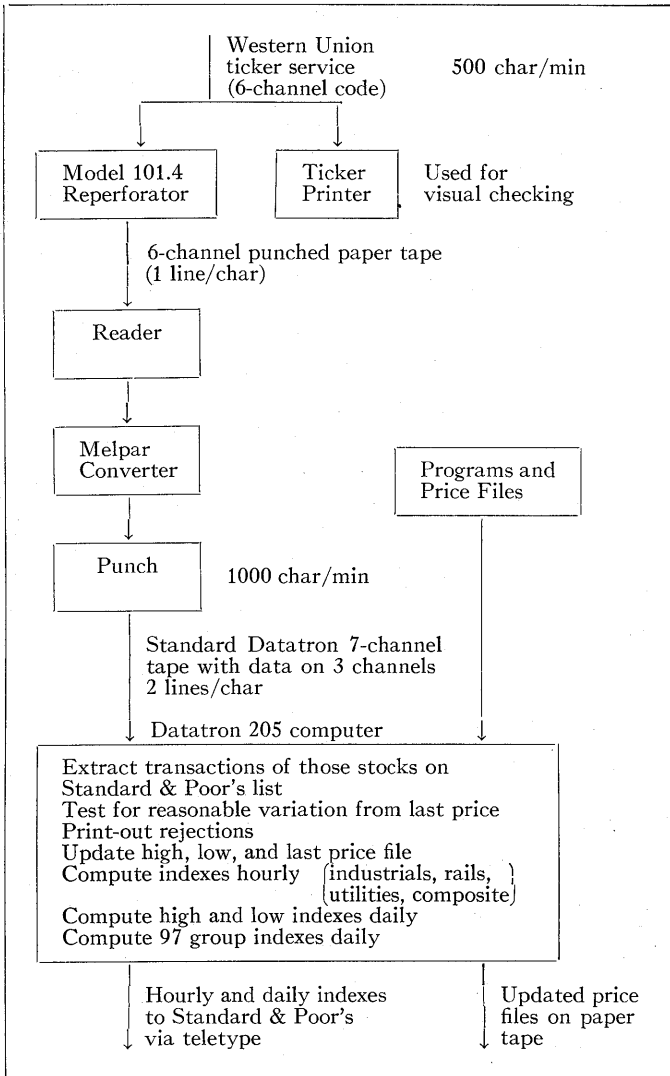 Western Union
ticker service
(6-channel code)
500 char/min
Model 101.4
Reperforator
Ticker
Printer
Used for
visual checking
6-channel punched paper tape
(1 line/char)
Reader
Melpar
Converter
Programs and
Price Files
Punch
1000 char/min
Standard Datatron 7-channel
tape with data on 3 channels
2 lines/char
Datatron 205 computer
Extract transactions of those stocks on
Standard & Poor's list
Test for reasonable variation from last price
Print-out rejections
Update high, low, and last price file
Compute indexes hourly (industrials, rails,
utilities, composite)
Compute high and low indexes daily
Compute 97 group indexes daily
Hourly and daily indexes
to Standard & Poor's
via teletype
Updated price
files on paper
tape